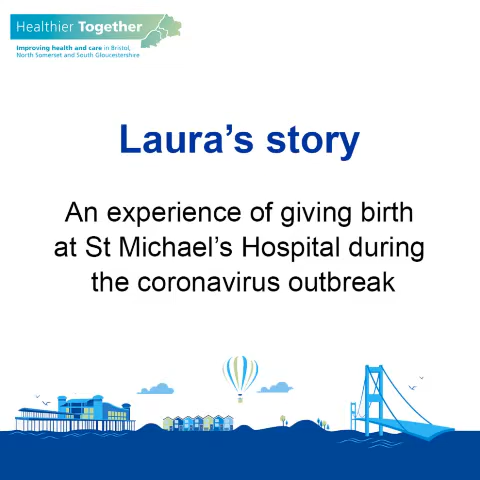 Healthier Together
Improving health and care in Bristol,
North Somerset and South Gloucestershire
Laura’s story
An experience of giving birth
at St Michael’s Hospital during
the coronavirus outbreak